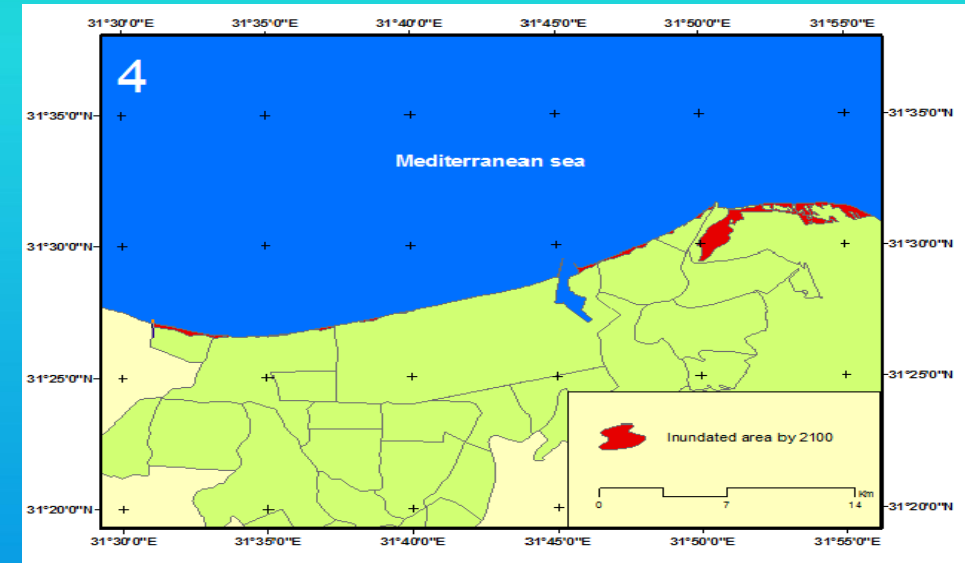 31°30'0"E 31°35'0"E 31°40'0"E 31°45'0"E 31°50'0"E 31°55'0"E
4
31°35'0"N 31°35'0"N
Mediterranean sea
31°30'0"N 31°30'0"N
31°25'0"N 31°25'0"N
Inundated area by 2100
Km
0 7 14
31°20'0"N 31°20'0"N
31°30'0"E 31°35'0"E 31°40'0"E 31°45'0"E 31°50'0"E 31°55'0"E